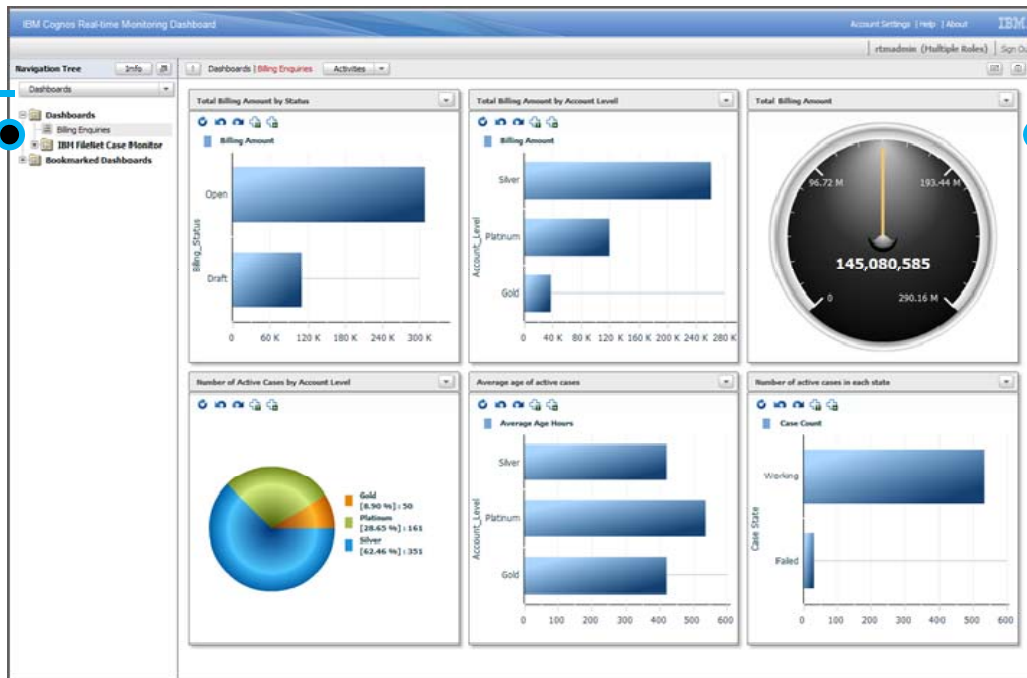 IBM Cognos Real-time Monitoring Dashboard
Account Settings | Help | About
IBM
rtmadmin (Multiple Roles) | Sign Ou
Navigation Tree
Info
Dashboards | Billing Enquiries
Activities
Dashboards
Dashboards
Billing Enquiries
IBM FileNet Case Monitor
Bookmarked Dashboards
Total Billing Amount by Status
Billing Amount
Billing_Status
Open
Draft
0 60 K 120 K 180 K 240 K 300 K
Total Billing Amount by Account Level
Billing Amount
Account_Level
Silver
Platinum
Gold
0 40 K 80 K 120 K 160 K 200 K 240 K 280 K
Total Billing Amount
96.72 M 193.44 M
145,080,585
0 290.16 M
Number of Active Cases by Account Level
Gold
[8.90 %] : 50
Platinum
[28.65 %] : 161
Silver
[62.46 %] : 351
Average age of active cases
Average Age Hours
Account_Level
Silver
Platinum
Gold
0 100 200 300 400 500 600
Number of active cases in each state
Case Count
Case State
Working
Failed
0 100 200 300 400 500 600